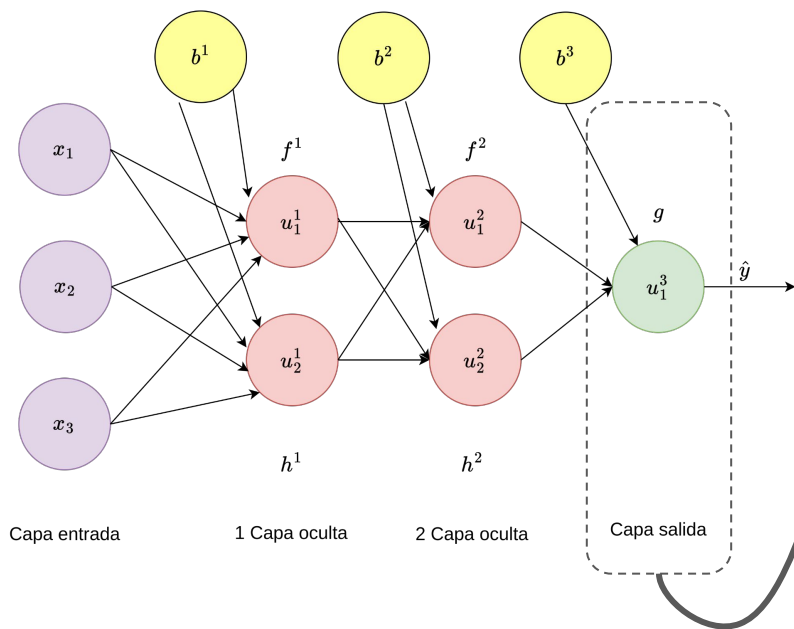 b¹ b² b³
x₁ f¹ f²
u₁¹ u₁² g
x₂ u₁³ ŷ
u₂¹ u₂²
x₃
h¹ h²
Capa entrada 1 Capa oculta 2 Capa oculta Capa salida